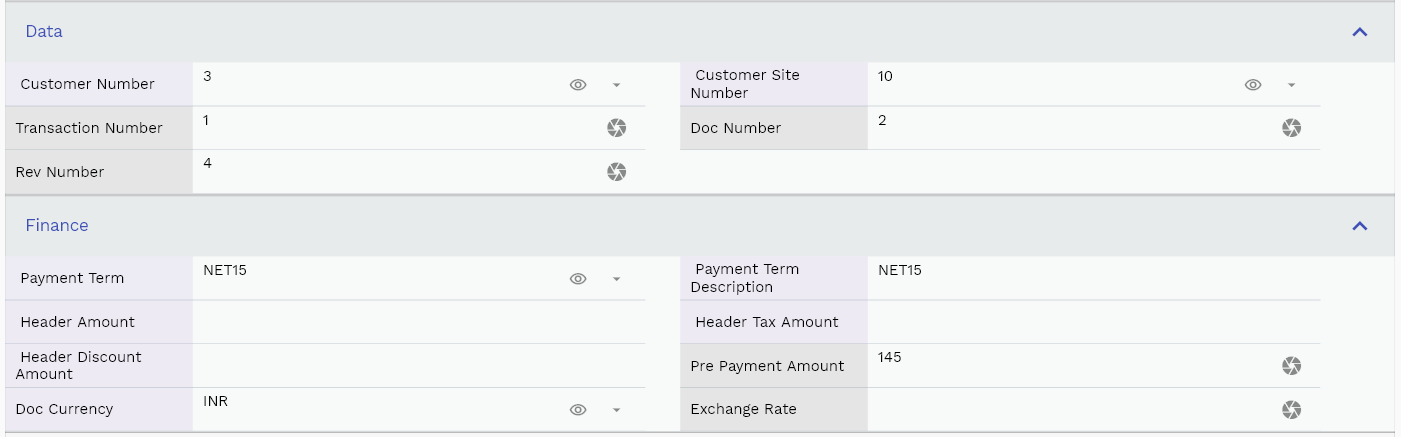 Data
Customer Number 3
Customer Site
Number 10
Transaction Number 1
Doc Number 2
Rev Number 4
Finance
Payment Term NET15
Payment Term
Description NET15
Header Amount
Header Tax Amount
Header Discount
Amount
Pre Payment Amount 145
Doc Currency INR
Exchange Rate